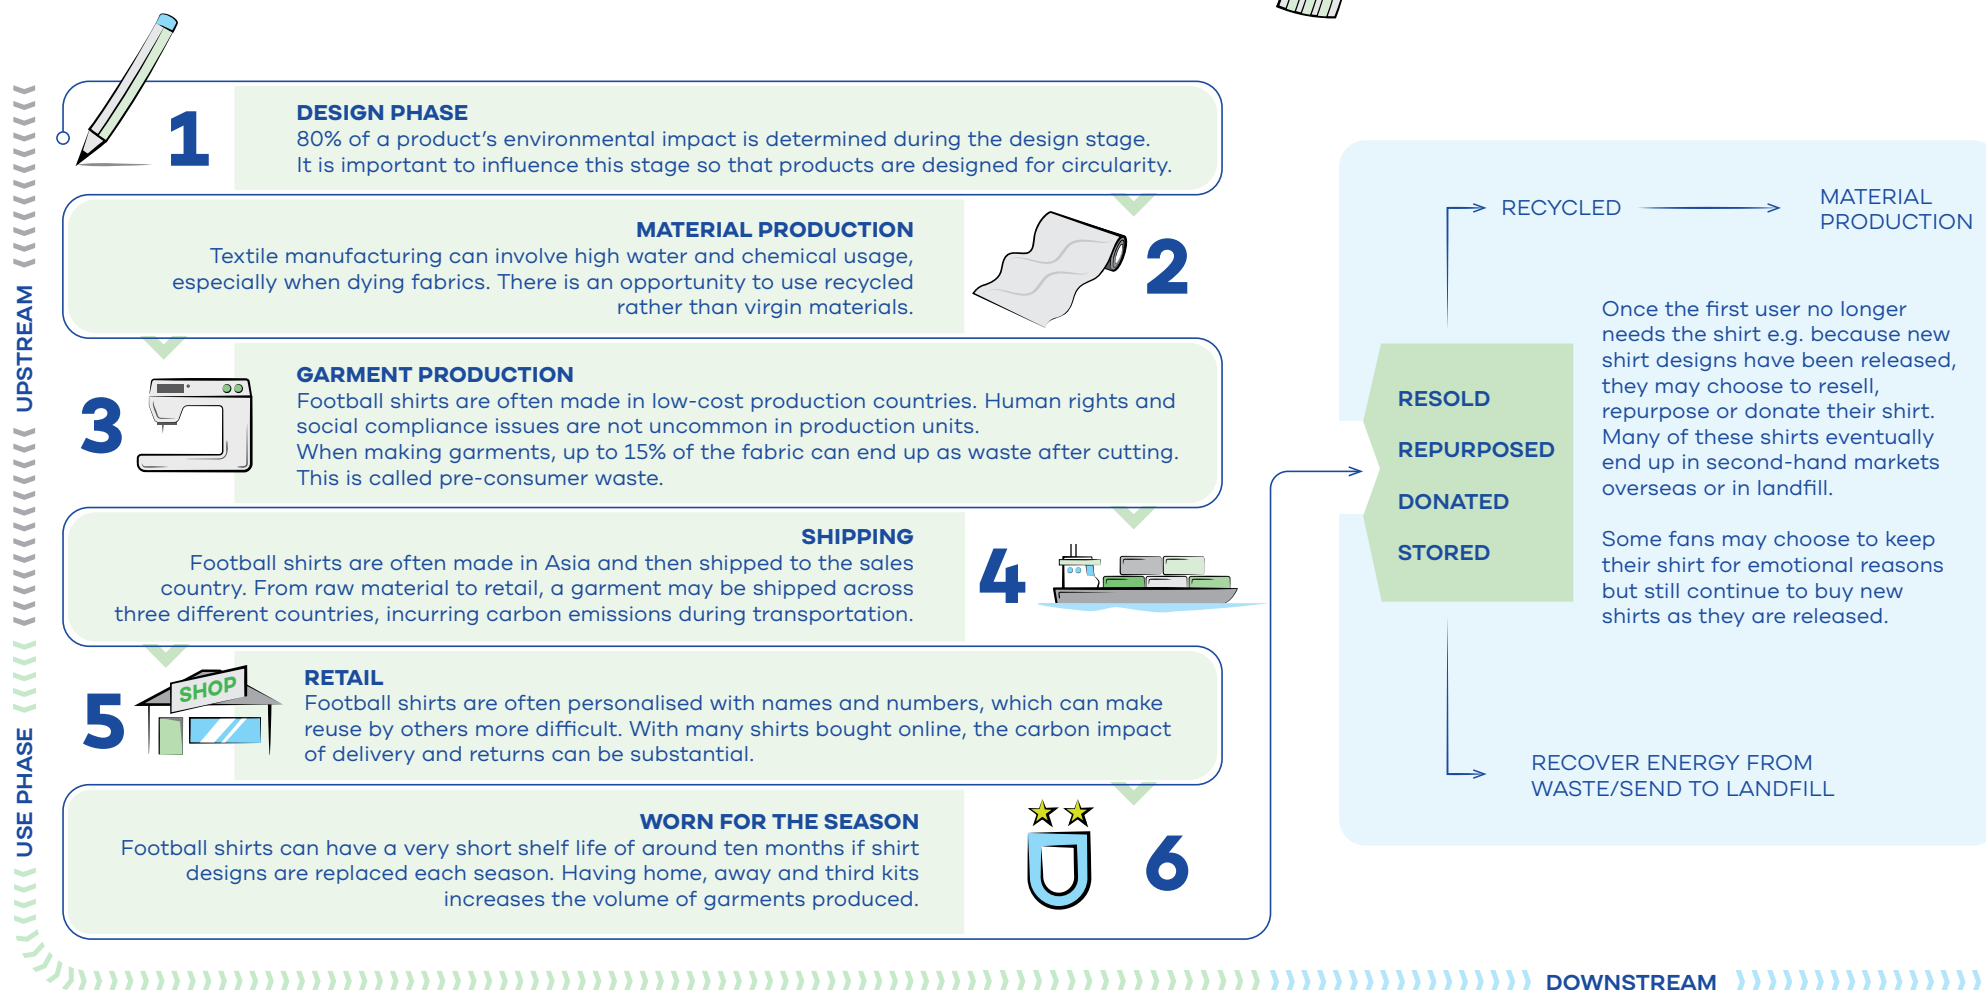 1
DESIGN PHASE
80% of a product’s environmental impact is determined during the design stage.
It is important to influence this stage so that products are designed for circularity.
MATERIAL PRODUCTION
Textile manufacturing can involve high water and chemical usage,
especially when dying fabrics. There is an opportunity to use recycled
rather than virgin materials.
2
3
GARMENT PRODUCTION
Football shirts are often made in low-cost production countries. Human rights and
social compliance issues are not uncommon in production units.
When making garments, up to 15% of the fabric can end up as waste after cutting.
This is called pre-consumer waste.
SHIPPING
Football shirts are often made in Asia and then shipped to the sales
country. From raw material to retail, a garment may be shipped across
three different countries, incurring carbon emissions during transportation.
4
5
SHOP
RETAIL
Football shirts are often personalised with names and numbers, which can make
reuse by others more difficult. With many shirts bought online, the carbon impact
of delivery and returns can be substantial.
WORN FOR THE SEASON
Football shirts can have a very short shelf life of around ten months if shirt
designs are replaced each season. Having home, away and third kits
increases the volume of garments produced.
6
UPSTREAM
USE PHASE
DOWNSTREAM
RECYCLED
MATERIAL
PRODUCTION
RESOLD
REPURPOSED
DONATED
STORED
Once the first user no longer
needs the shirt e.g. because new
shirt designs have been released,
they may choose to resell,
repurpose or donate their shirt.
Many of these shirts eventually
end up in second-hand markets
overseas or in landfill.
Some fans may choose to keep
their shirt for emotional reasons
but still continue to buy new
shirts as they are released.
RECOVER ENERGY FROM
WASTE/SEND TO LANDFILL